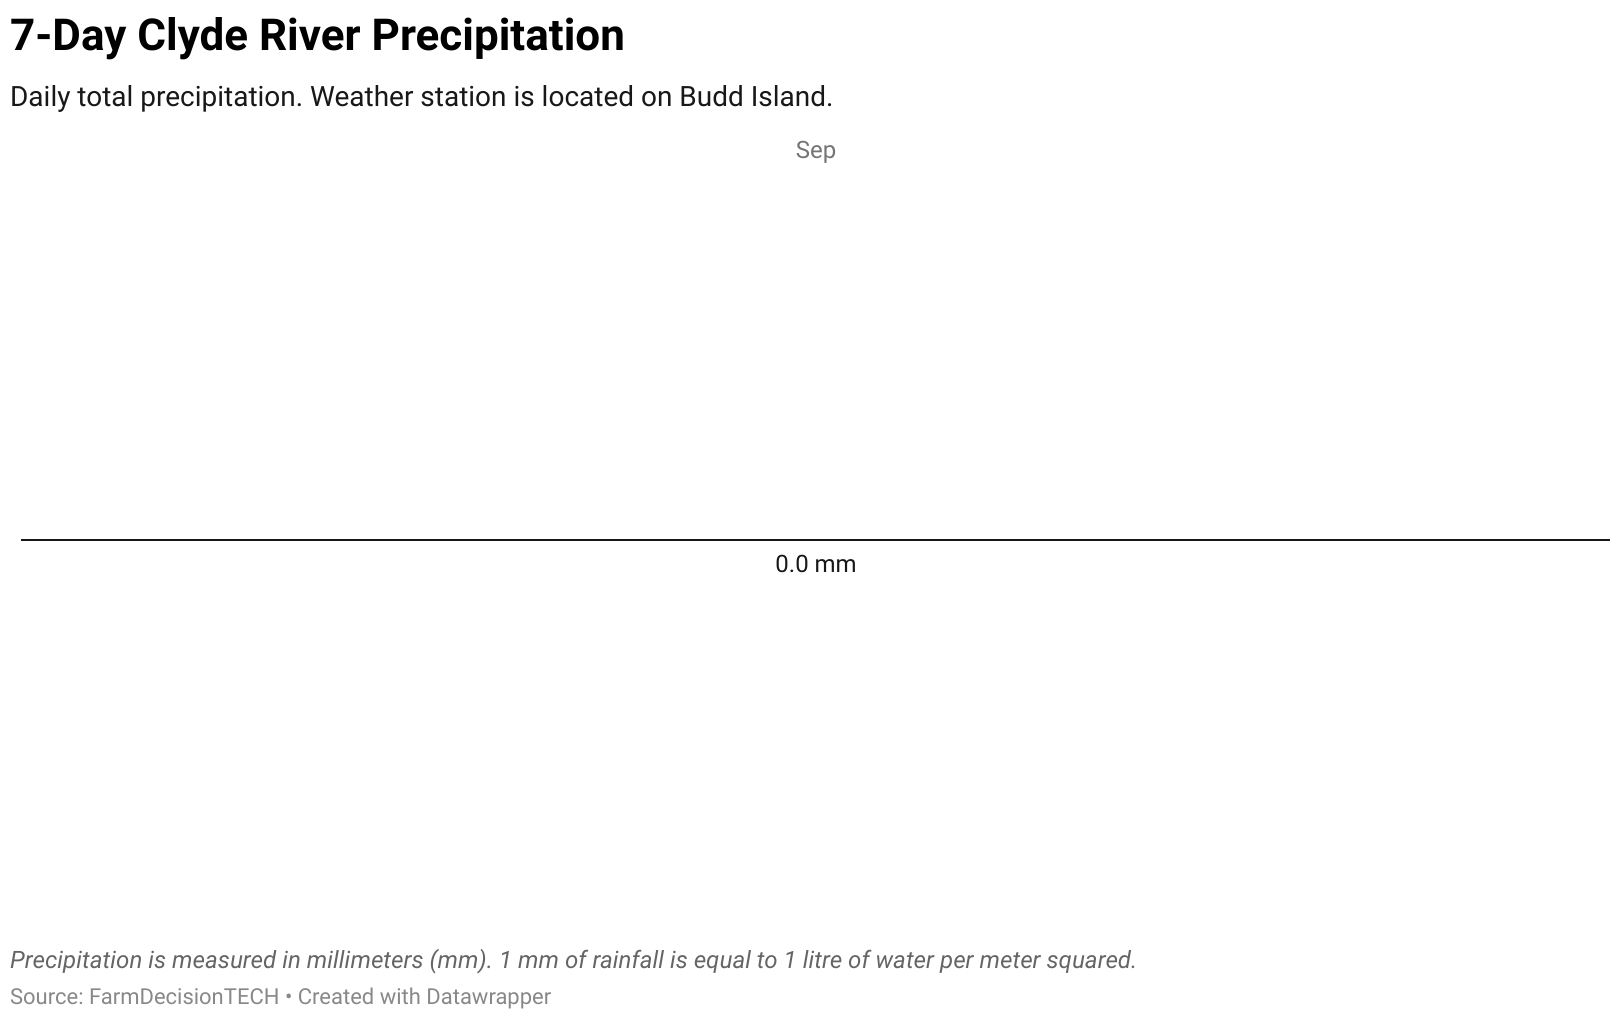 7-Day Clyde River Precipitation
Daily total precipitation. Weather station is located on Budd Island.
Sep
0.0 mm
Precipitation is measured in millimeters (mm). 1 mm of rainfall is equal to 1 litre of water per meter squared.
Source: FarmDecisionTECH • Created with Datawrapper